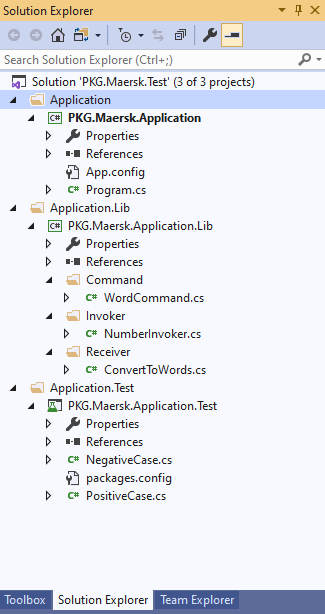 Solution Explorer
Search Solution Explorer (Ctrl+;)
Solution 'PKG.Maersk.Test' (3 of 3 projects)
Application
C# PKG.Maersk.Application
Properties
References
App.config
C# Program.cs
Application.Lib
C# PKG.Maersk.Application.Lib
Properties
References
Command
C# WordCommand.cs
Invoker
C# NumberInvoker.cs
Receiver
C# ConvertToWords.cs
Application.Test
PKG.Maersk.Application.Test
Properties
References
C# NegativeCase.cs
packages.config
C# PositiveCase.cs
Toolbox Solution Explorer Team Explorer